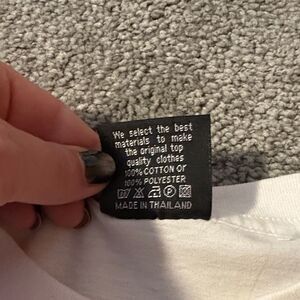 We select the best
materials to make
the original top
quality clothes
100% COTTON OR
100% POLYESTER
MADE IN THAILAND